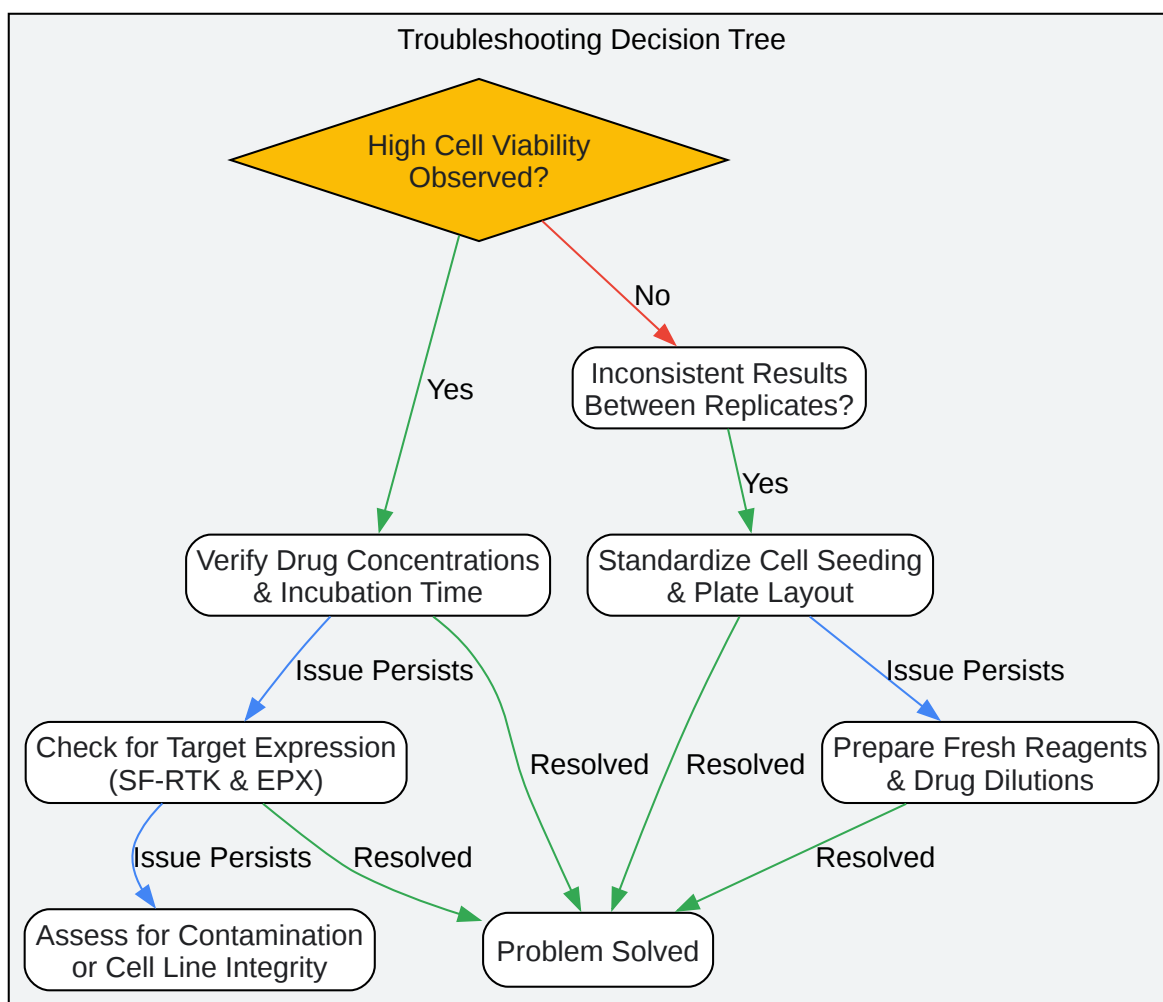 Troubleshooting Decision Tree
High Cell Viability
Observed?
No
Yes
Inconsistent Results
Between Replicates?
Yes
Verify Drug Concentrations
& Incubation Time
Standardize Cell Seeding
& Plate Layout
Issue Persists
Issue Persists
Check for Target Expression
(SF-RTK & EPX)
Resolved
Resolved
Prepare Fresh Reagents
& Drug Dilutions
Issue Persists
Resolved
Resolved
Assess for Contamination
or Cell Line Integrity
Problem Solved